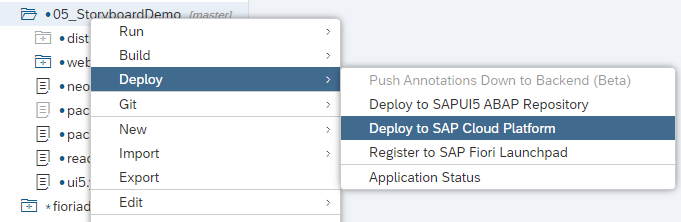 05_StoryboardDemo [master]
dist
web
neo
pac
pac
read
ui5.
*fioriad
Run
Build
Deploy
Git
New
Import
Export
Edit
Push Annotations Down to Backend (Beta)
Deploy to SAPUI5 ABAP Repository
Deploy to SAP Cloud Platform
Register to SAP Fiori Launchpad
Application Status